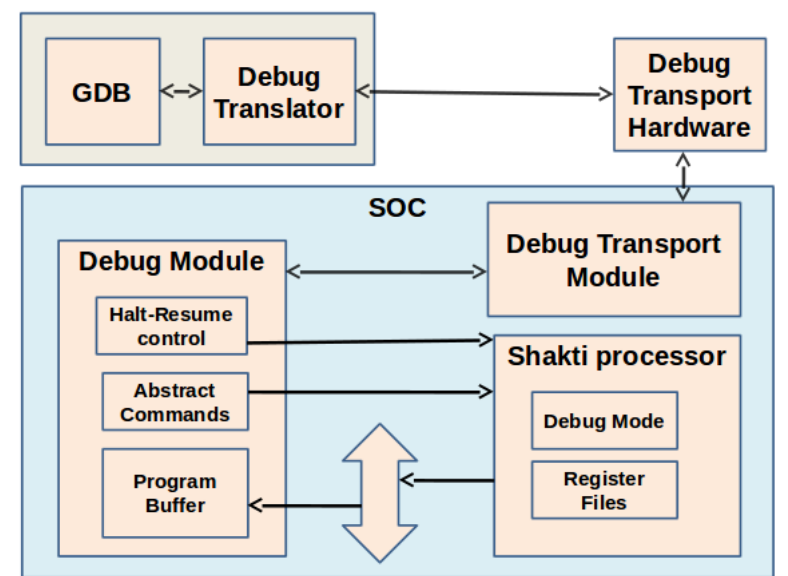 GDB
Debug
Translator
Debug
Transport
Hardware
SOC
Debug Transport
Module
Debug Module
Halt-Resume
control
Abstract
Commands
Program
Buffer
Shakti processor
Debug Mode
Register
Files